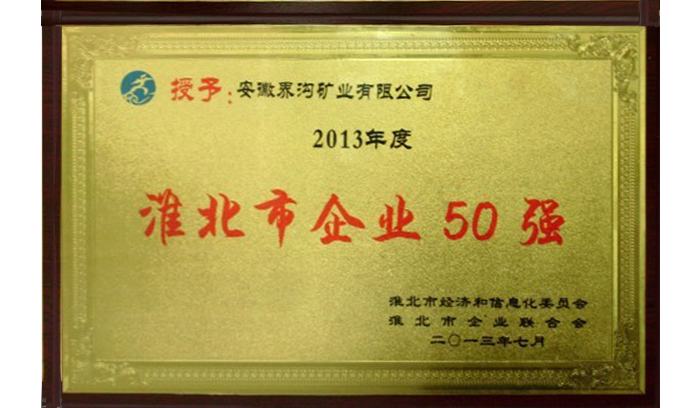 授予：安徽界沟矿业有限公司
2013年度
淮北市企业50强
淮北市经济和信息化委员会
淮北市企业联合会
二〇一三年七月